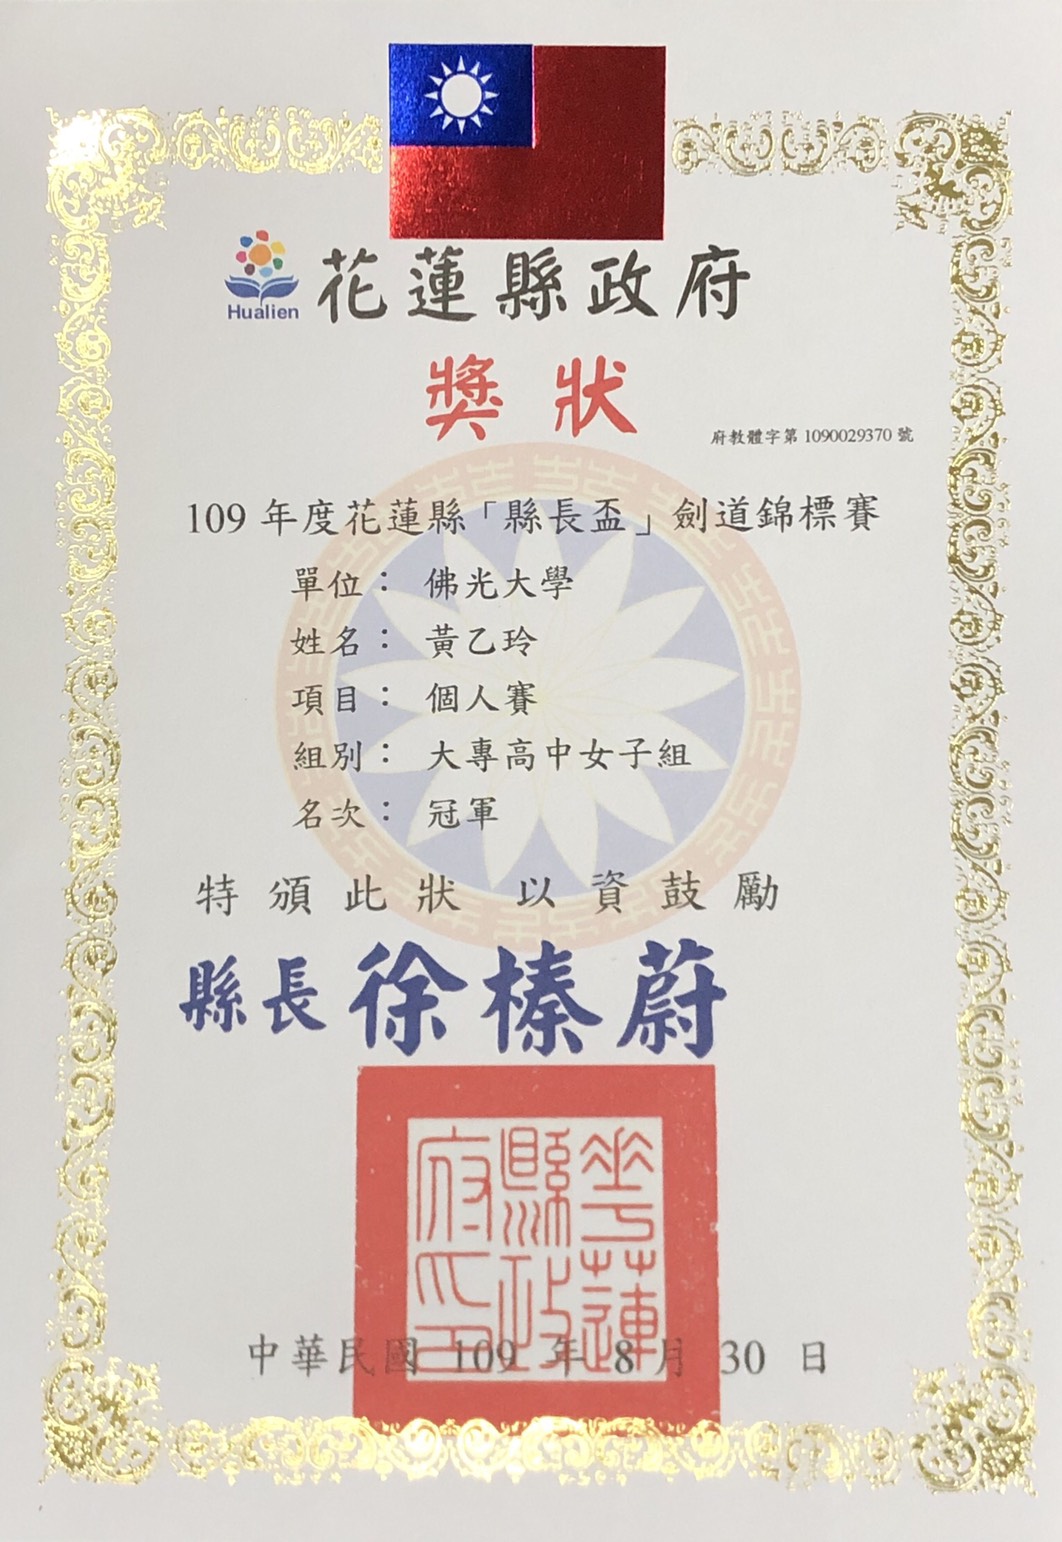 Hualien
花蓮縣政府
獎狀
府教體字第1090029370號
109年度花蓮縣「縣長盃」劍道錦標賽
單位： 佛光大學
姓名： 黃乙玲
項目： 個人賽
組別： 大專高中女子組
名次： 冠軍
特頒此狀 以資鼓勵
縣長徐榛蔚
花蓮縣政府印
中華民國 109 年 8 月 30 日